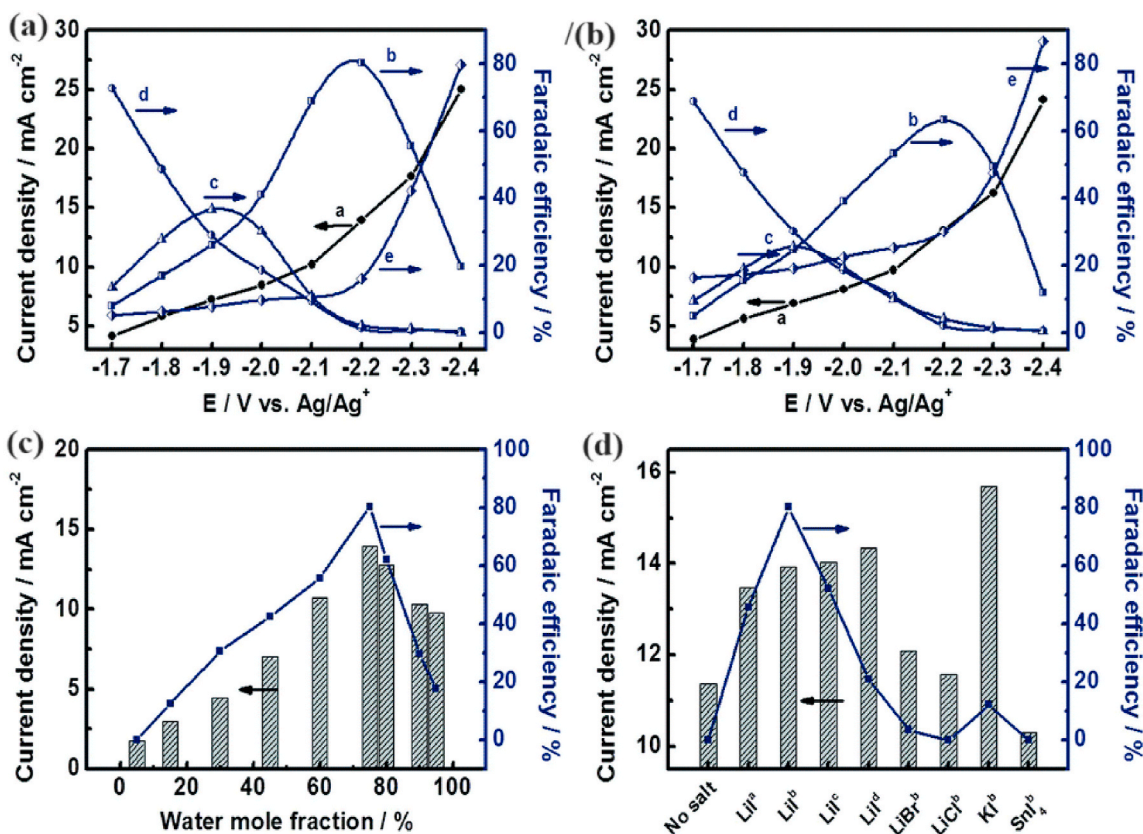 (a)
30
25
20
15
10
5
Current density / mA cm⁻²
80
60
40
20
0
Faradaic efficiency / %
d
c
b
a
e
-1.7 -1.8 -1.9 -2.0 -2.1 -2.2 -2.3 -2.4
E / V vs. Ag/Ag⁺
/(b)
30
25
20
15
10
5
Current density / mA cm⁻²
80
60
40
20
0
Faradaic efficiency / %
d
b
e
c
a
-1.7 -1.8 -1.9 -2.0 -2.1 -2.2 -2.3 -2.4
E / V vs. Ag/Ag⁺
(c)
20
15
10
5
0
Current density / mA cm⁻²
100
80
60
40
20
0
Faradaic efficiency / %
0 20 40 60 80 100
Water mole fraction / %
(d)
16
14
12
10
Current density / mA cm⁻²
100
80
60
40
20
0
Faradaic efficiency / %
No salt
LiIᵃ
LiIᵇ
LiIᶜ
LiIᵈ
LiBrᵇ
LiClᵇ
KIᵇ
SnI₄ᵇ